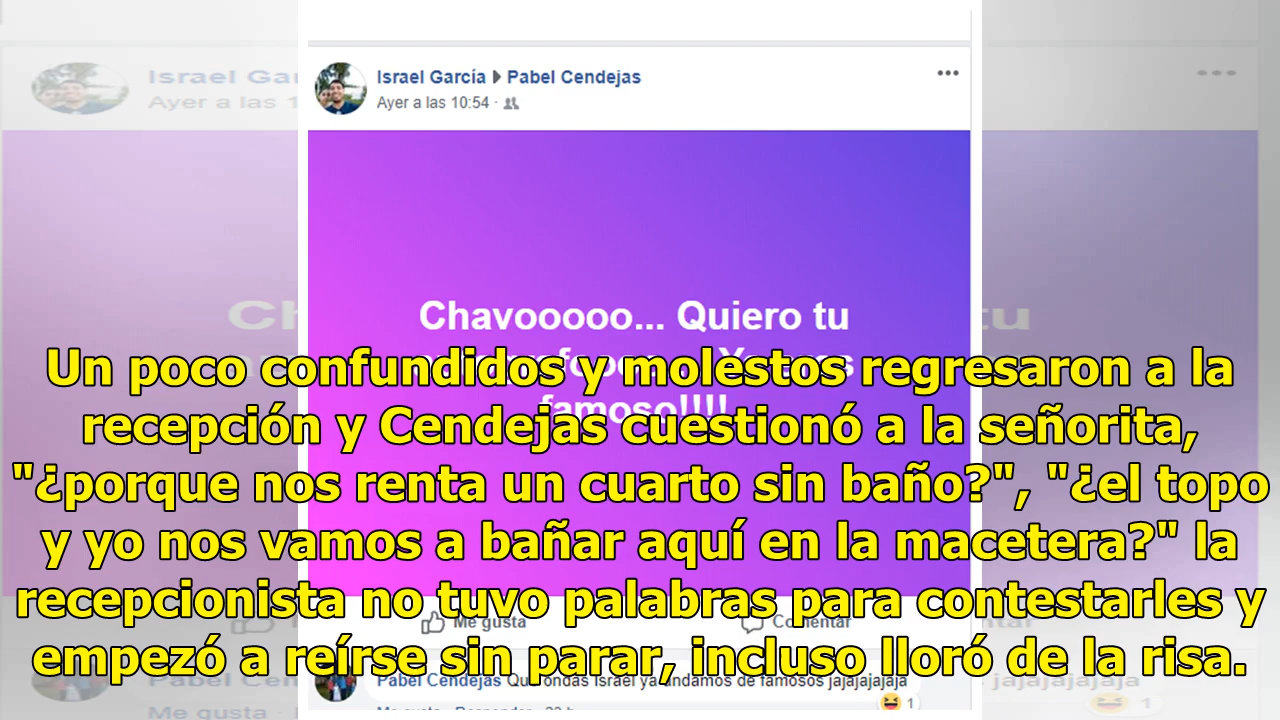 Israel García Pabel Cendejas
Ayer a las 10:54 ·
Chavooooo... Quiero tu
famoso!!!!
Un poco confundidos y molestos regresaron a la
recepción y Cendejas cuestionó a la señorita,
"¿porque nos renta un cuarto sin baño?", "¿el topo
y yo nos vamos a bañar aquí en la macetera?" la
recepcionista no tuvo palabras para contestarles y
empezó a reírse sin parar, incluso lloró de la risa.
Me gusta Comentar
Pabel Cendejas Israel ya andamos de famosos jajajajajaja
1